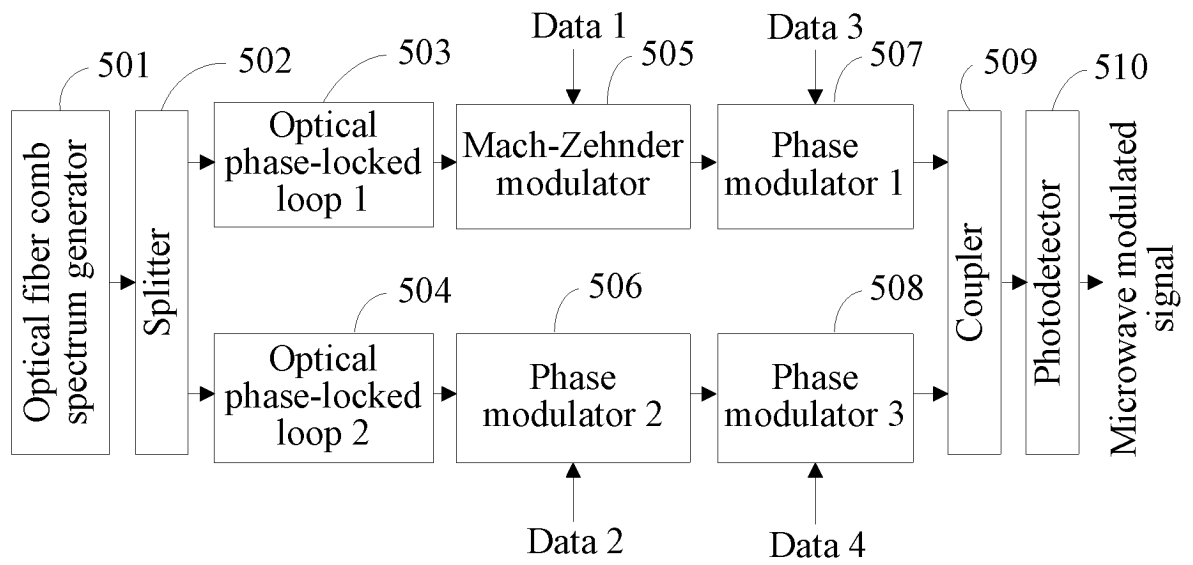 Data 1
Data 3
501
502
503
505
507
509
510
Optical fiber comb
spectrum generator
Splitter
Optical
phase-locked
loop 1
Mach-Zehnder
modulator
Phase
modulator 1
504
506
508
Optical
phase-locked
loop 2
Phase
modulator 2
Phase
modulator 3
Coupler
Photodetector
Microwave modulated
signal
Data 2
Data 4